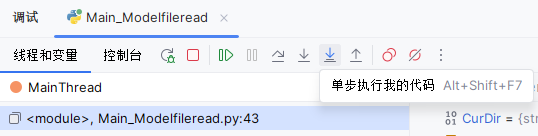 调试
Main_Modelfileread
线程和变量
控制台
MainThread
单步执行我的代码 Alt+Shift+F7
<module>, Main_Modelfileread.py:43
CurDir = {str